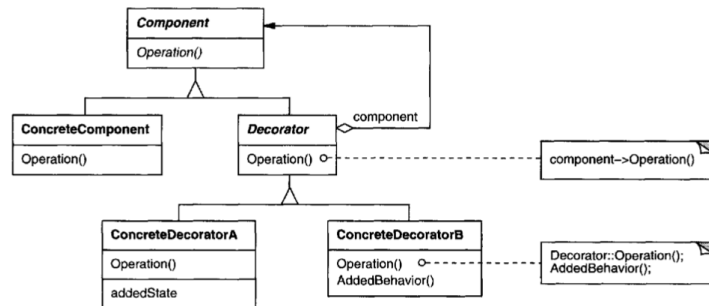 Component
Operation()
component
ConcreteComponent
Operation()
Decorator
Operation()
component->Operation()
ConcreteDecoratorA
Operation()
addedState
ConcreteDecoratorB
Operation()
AddedBehavior()
Decorator::Operation();
AddedBehavior();